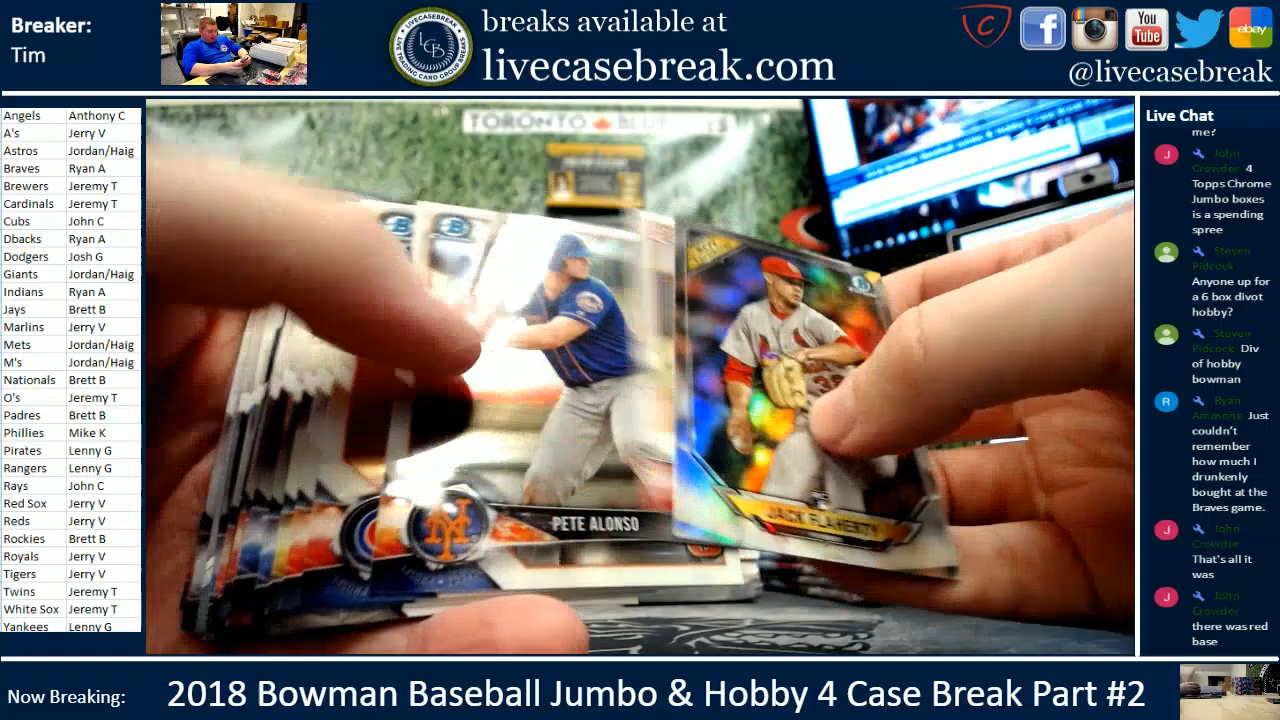 Breaker:
Tim
LCB
breaks available at
livecasebreak.com
You
Tube
ebay
@livecasebreak
Angels Anthony C
A's Jerry V
Astros Jordan/Haig
Braves Ryan A
Brewers Jeremy T
Cardinals Jeremy T
Cubs John C
Dbacks Ryan A
Dodgers Josh G
Giants Jordan/Haig
Indians Ryan A
Jays Brett B
Marlins Jerry V
Mets Jordan/Haig
M's Jordan/Haig
Nationals Brett B
O's Jeremy T
Padres Brett B
Phillies Mike K
Pirates Lenny G
Rangers Lenny G
Rays John C
Red Sox Jerry V
Reds Jerry V
Rockies Brett B
Royals Jerry V
Tigers Jerry V
Twins Jeremy T
White Sox Jeremy T
Yankees Lenny G
TORONTO BLUE
PETE ALONSO
JACK FLAHERTY
Live Chat
me?
John
Crowder 4
Topps Chrome
Jumbo boxes
is a spending
spree
Steven
Pidcock
Anyone up for
a 6 box divot
hobby?
Steven
Pidcock Div
of hobby
bowman
Ryan
Ammons Just
couldn't
remember
how much I
drunkenly
bought at the
Braves game.
John
Crowder
That's all it
was
John
Crowder
there was red
base
Now Breaking:
2018 Bowman Baseball Jumbo & Hobby 4 Case Break Part #2